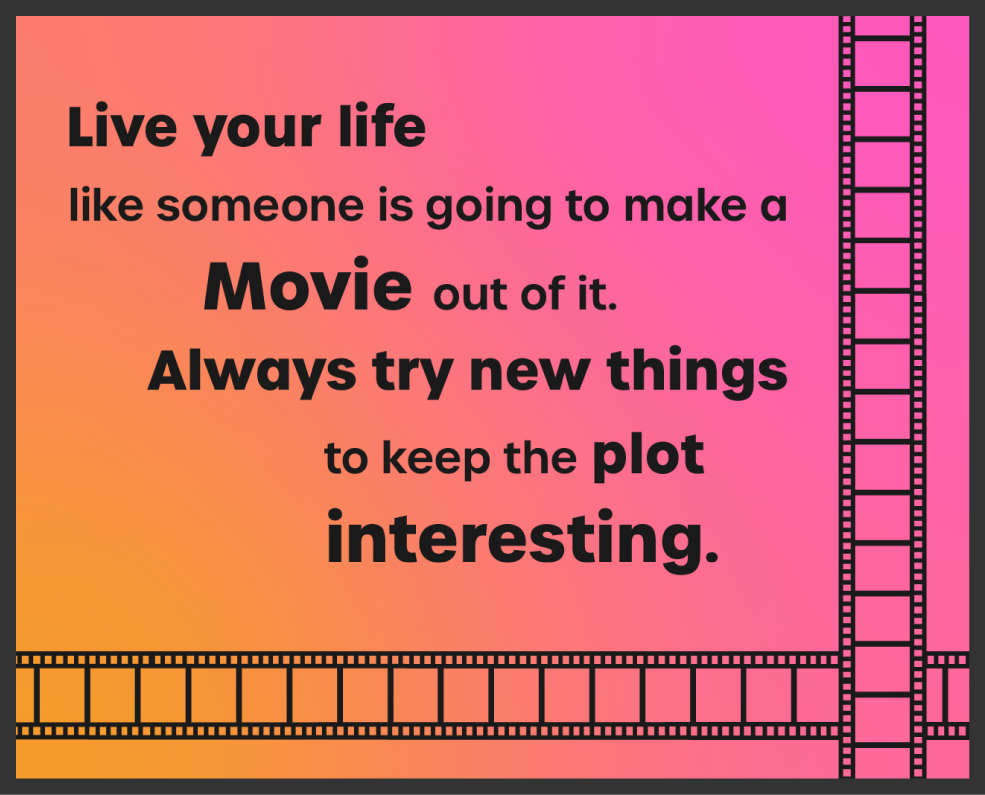 Live your life
like someone is going to make a
Movie out of it.
Always try new things
to keep the plot
interesting.